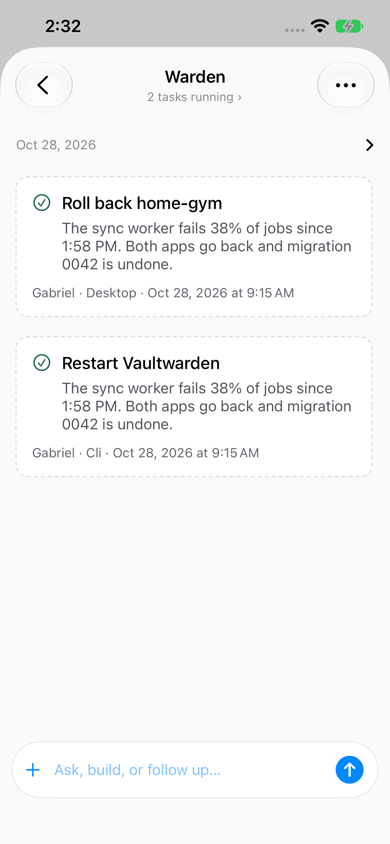 2:32
Warden
2 tasks running ›
Oct 28, 2026
Roll back home-gym
The sync worker fails 38% of jobs since
1:58 PM. Both apps go back and migration
0042 is undone.
Gabriel · Desktop · Oct 28, 2026 at 9:15 AM
Restart Vaultwarden
The sync worker fails 38% of jobs since
1:58 PM. Both apps go back and migration
0042 is undone.
Gabriel · Cli · Oct 28, 2026 at 9:15 AM
Ask, build, or follow up...